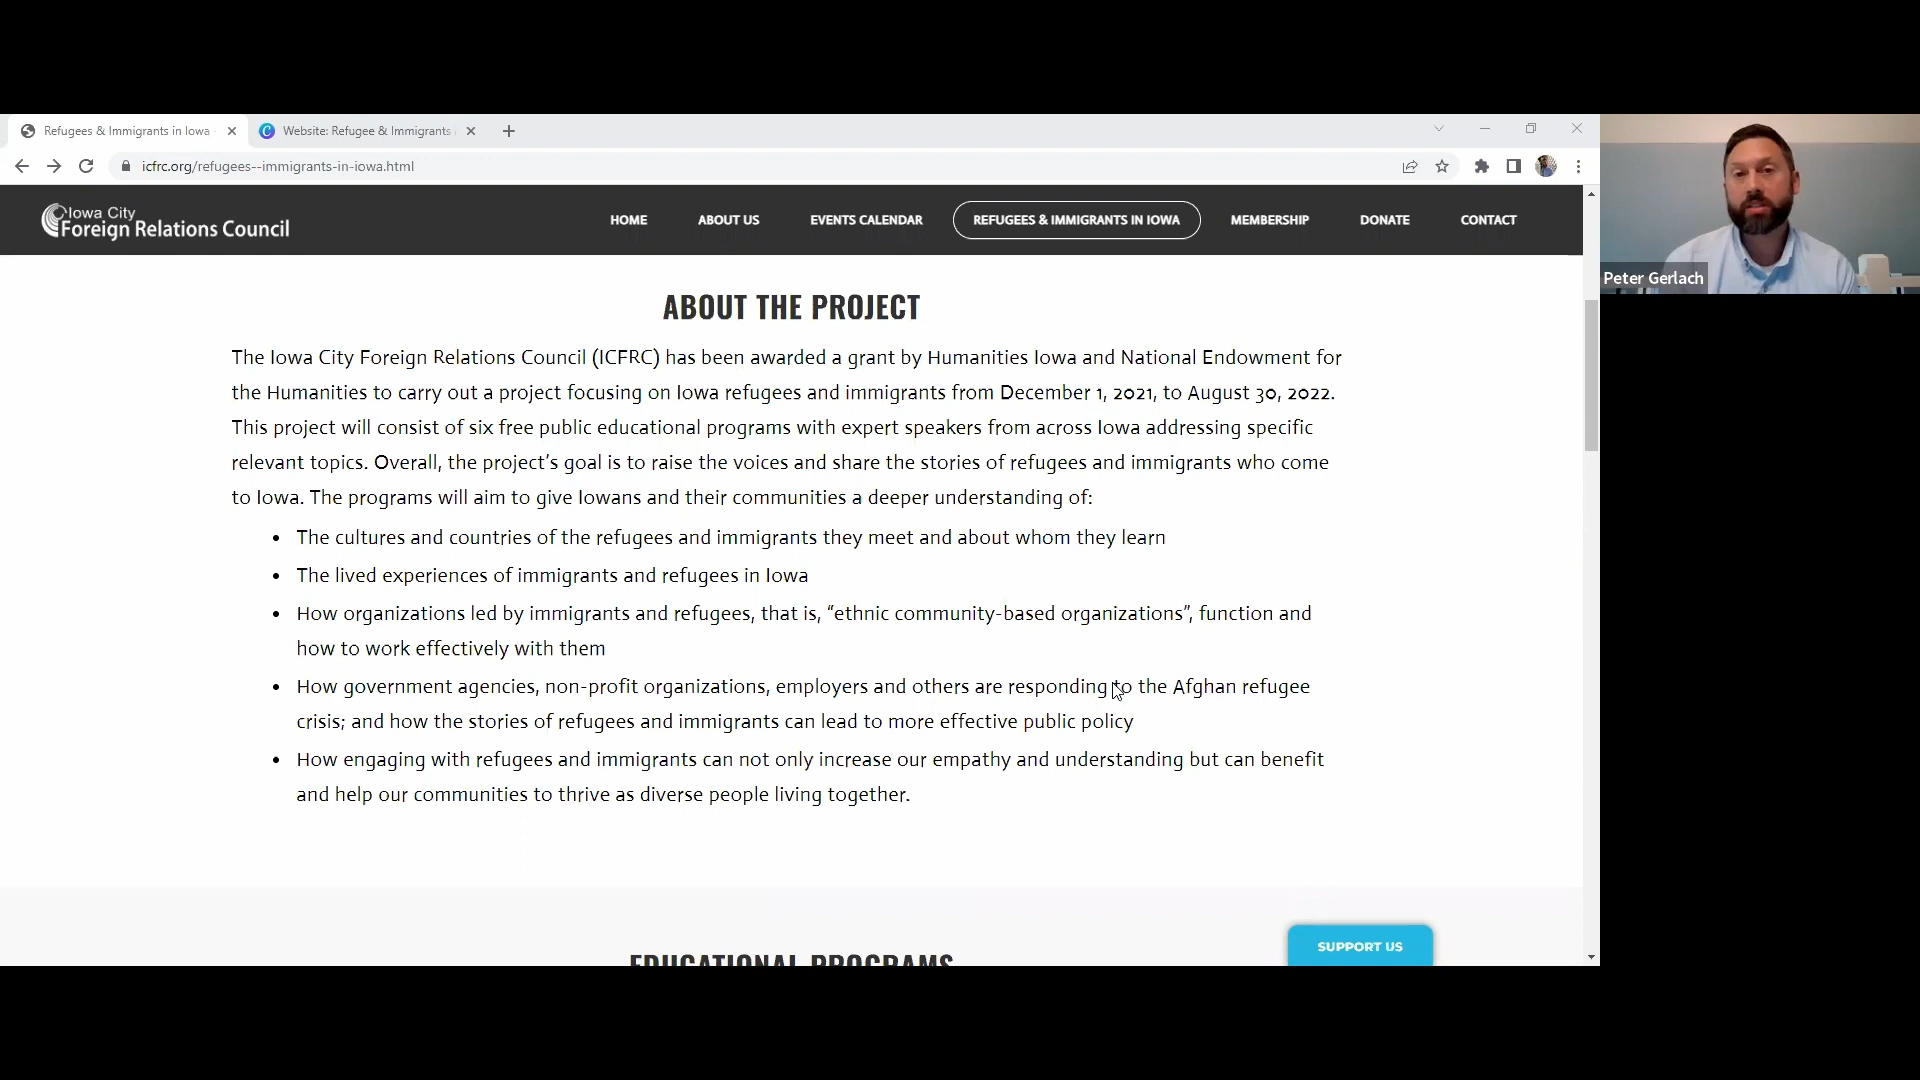 Refugees & Immigrants in Iowa
Website: Refugee & Immigrants
icfrc.org/refugees--immigrants-in-iowa.html
Iowa City
Foreign Relations Council
HOME ABOUT US EVENTS CALENDAR REFUGEES & IMMIGRANTS IN IOWA MEMBERSHIP DONATE CONTACT
Peter Gerlach
ABOUT THE PROJECT
The Iowa City Foreign Relations Council (ICFRC) has been awarded a grant by Humanities Iowa and National Endowment for
the Humanities to carry out a project focusing on Iowa refugees and immigrants from December 1, 2021, to August 30, 2022.
This project will consist of six free public educational programs with expert speakers from across Iowa addressing specific
relevant topics. Overall, the project's goal is to raise the voices and share the stories of refugees and immigrants who come
to Iowa. The programs will aim to give Iowans and their communities a deeper understanding of:
• The cultures and countries of the refugees and immigrants they meet and about whom they learn
• The lived experiences of immigrants and refugees in Iowa
• How organizations led by immigrants and refugees, that is, “ethnic community-based organizations”, function and
how to work effectively with them
• How government agencies, non-profit organizations, employers and others are responding to the Afghan refugee
crisis; and how the stories of refugees and immigrants can lead to more effective public policy
• How engaging with refugees and immigrants can not only increase our empathy and understanding but can benefit
and help our communities to thrive as diverse people living together.
EDUCATIONAL PROGRAMS
SUPPORT US